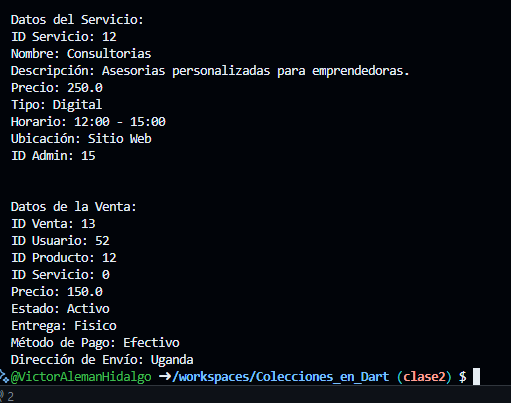 Datos del Servicio:
ID Servicio: 12
Nombre: Consultorias
Descripción: Asesorias personalizadas para emprendedoras.
Precio: 250.0
Tipo: Digital
Horario: 12:00 - 15:00
Ubicación: Sitio Web
ID Admin: 15
Datos de la Venta:
ID Venta: 13
ID Usuario: 52
ID Producto: 12
ID Servicio: 0
Precio: 150.0
Estado: Activo
Entrega: Fisico
Método de Pago: Efectivo
Dirección de Envío: Uganda
@VictorAlemanHidalgo ➜/workspaces/Colecciones_en_Dart (clase2) $
2